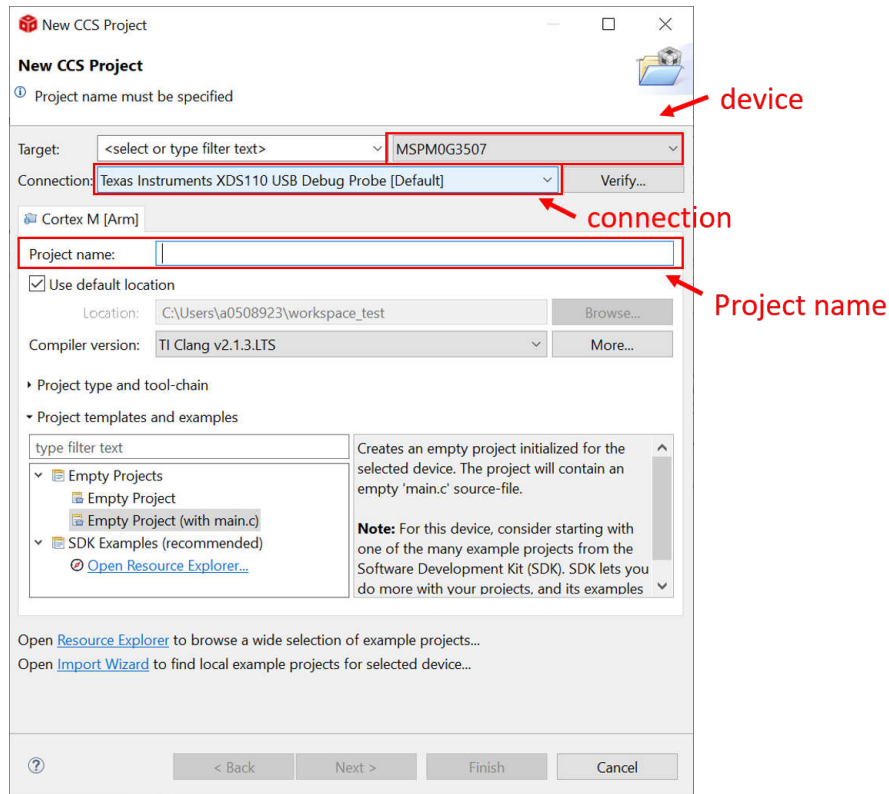 New CCS Project
New CCS Project
Project name must be specified
device
Target: <select or type filter text> MSPM0G3507
Connection: Texas Instruments XDS110 USB Debug Probe [Default] Verify...
connection
Cortex M [Arm]
Project name:
Project name
Use default location
Location: C:\Users\a0508923\workspace_test Browse...
Compiler version: TI Clang v2.1.3.LTS More...
Project type and tool-chain
Project templates and examples
type filter text
Empty Projects
Empty Project
Empty Project (with main.c)
SDK Examples (recommended)
Open Resource Explorer...
Creates an empty project initialized for the
selected device. The project will contain an
empty 'main.c' source-file.
Note: For this device, consider starting with
one of the many example projects from the
Software Development Kit (SDK). SDK lets you
do more with your projects, and its examples
Open Resource Explorer to browse a wide selection of example projects...
Open Import Wizard to find local example projects for selected device...
? < Back Next > Finish Cancel